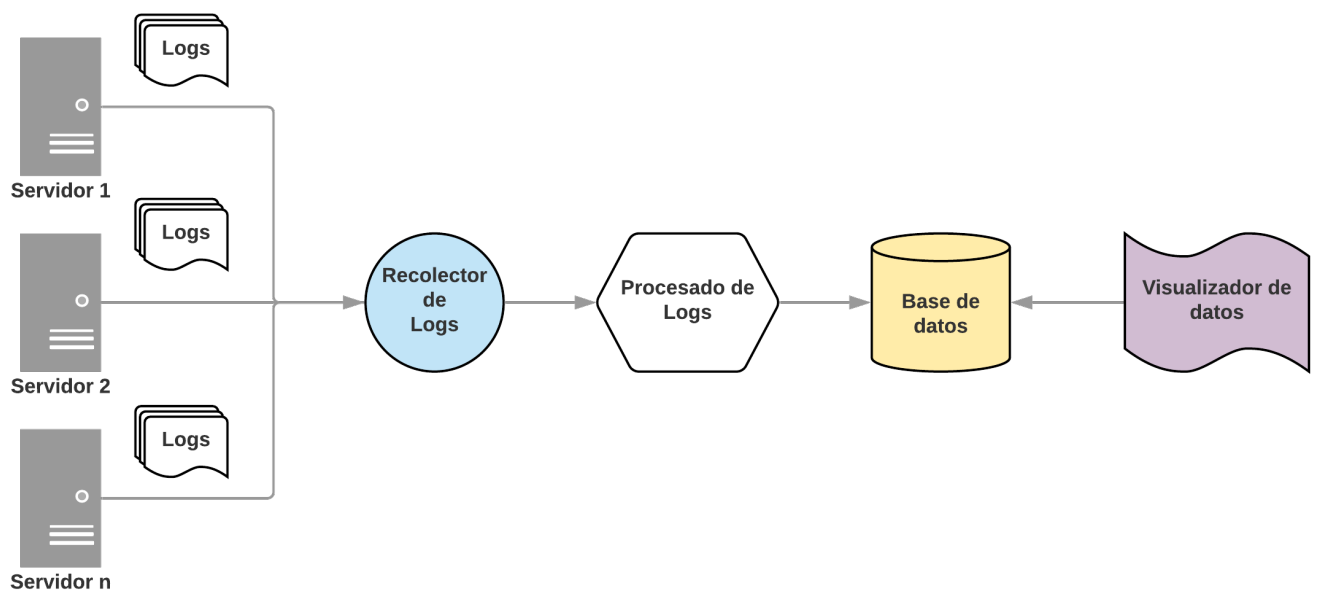 Logs
Servidor 1
Logs
Servidor 2
Logs
Servidor n
Recolector
de
Logs
Procesado de
Logs
Base de
datos
Visualizador de
datos